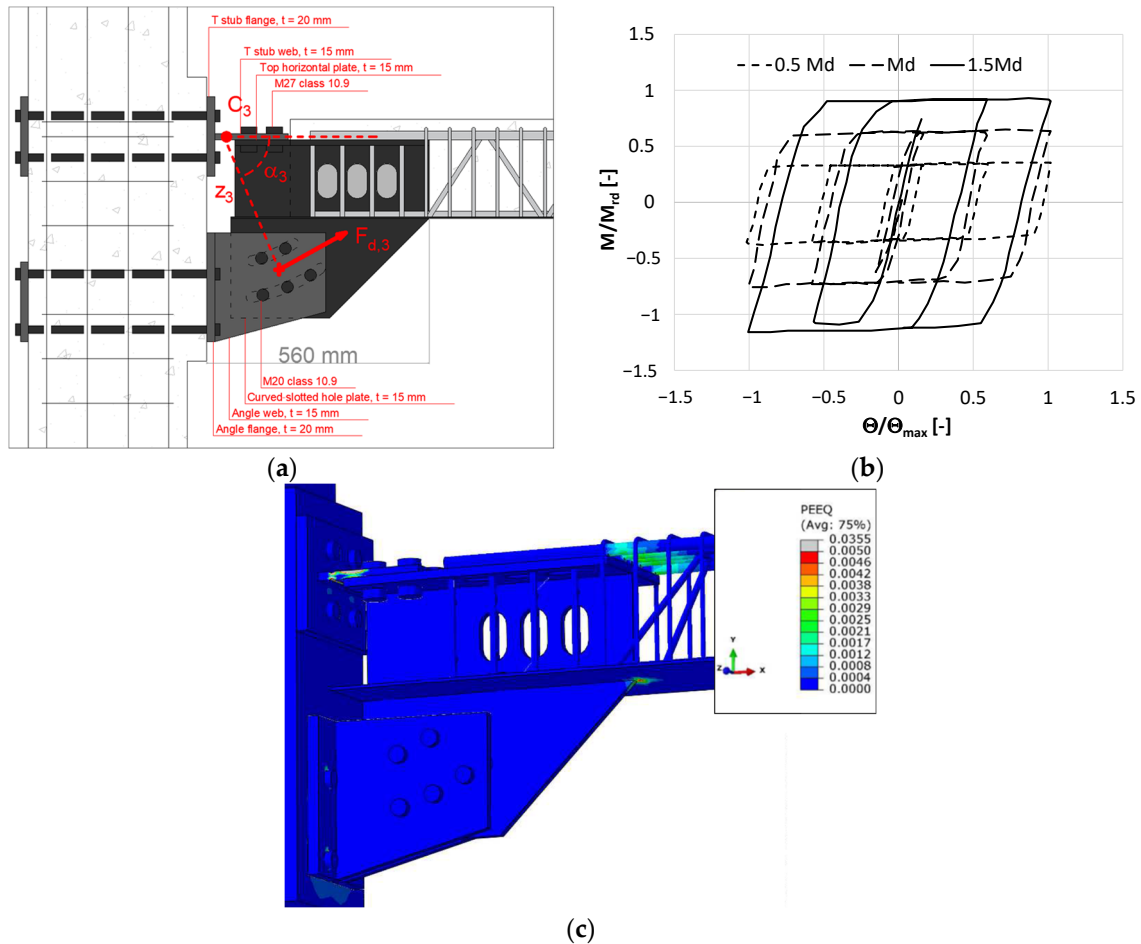 T stub flange, t = 20 mm
T stub web, t = 15 mm
Top horizontal plate, t = 15 mm
M27 class 10.9
C3
α3
z3
Fd,3
560 mm
M20 class 10.9
Curved-slotted hole plate, t = 15 mm
Angle web, t = 15 mm
Angle flange, t = 20 mm
(a)
0.5 Md Md 1.5Md
M/Mrd [-]
1.5
1
0.5
0
−0.5
−1
−1.5
−1.5 −1 −0.5 0 0.5 1 1.5
Θ/Θmax [-]
(b)
PEEQ
(Avg: 75%)
0.0355
0.0050
0.0046
0.0042
0.0038
0.0033
0.0029
0.0025
0.0021
0.0017
0.0012
0.0008
0.0004
0.0000
Y
Z X
(c)